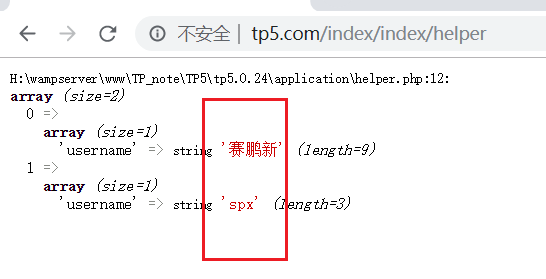 不安全 | tp5.com/index/index/helper
H:\wampserver\www\TP_note\TP5\tp5.0.24\application\helper.php:12:
array (size=2)
0 =>
array (size=1)
'username' => string '赛鹏新' (length=9)
1 =>
array (size=1)
'username' => string 'spx' (length=3)